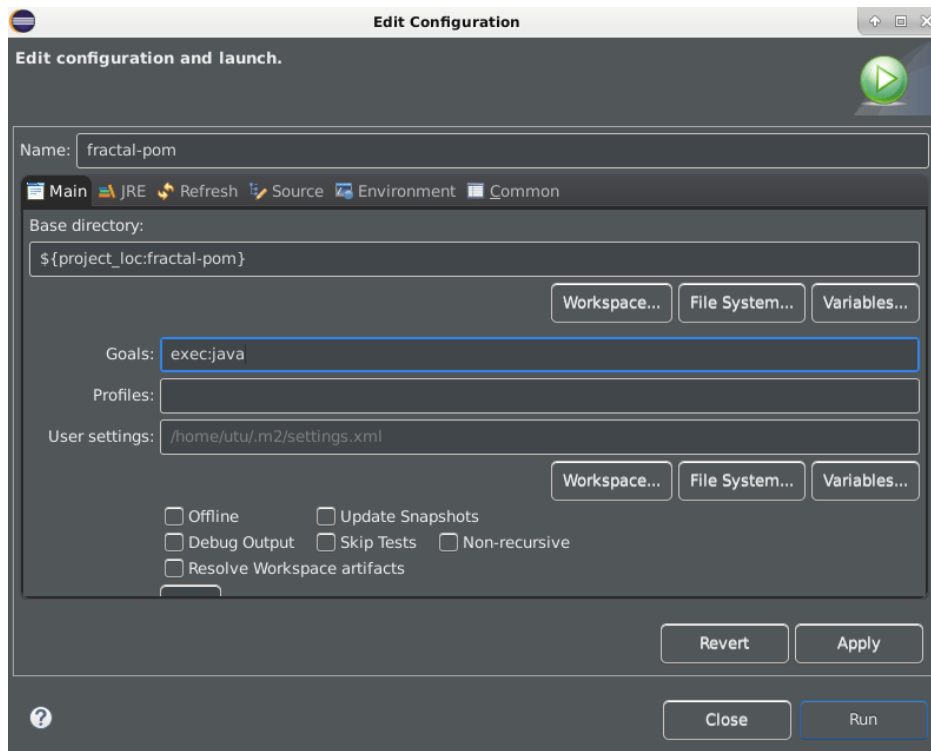 Edit Configuration
Edit configuration and launch.
Name: fractal-pom
Main JRE Refresh Source Environment Common
Base directory:
${project_loc:fractal-pom}
Workspace... File System... Variables...
Goals: exec:java
Profiles:
User settings: /home/utu/.m2/settings.xml
Workspace... File System... Variables...
Offline Update Snapshots
Debug Output Skip Tests Non-recursive
Resolve Workspace artifacts
Revert Apply
?
Close Run